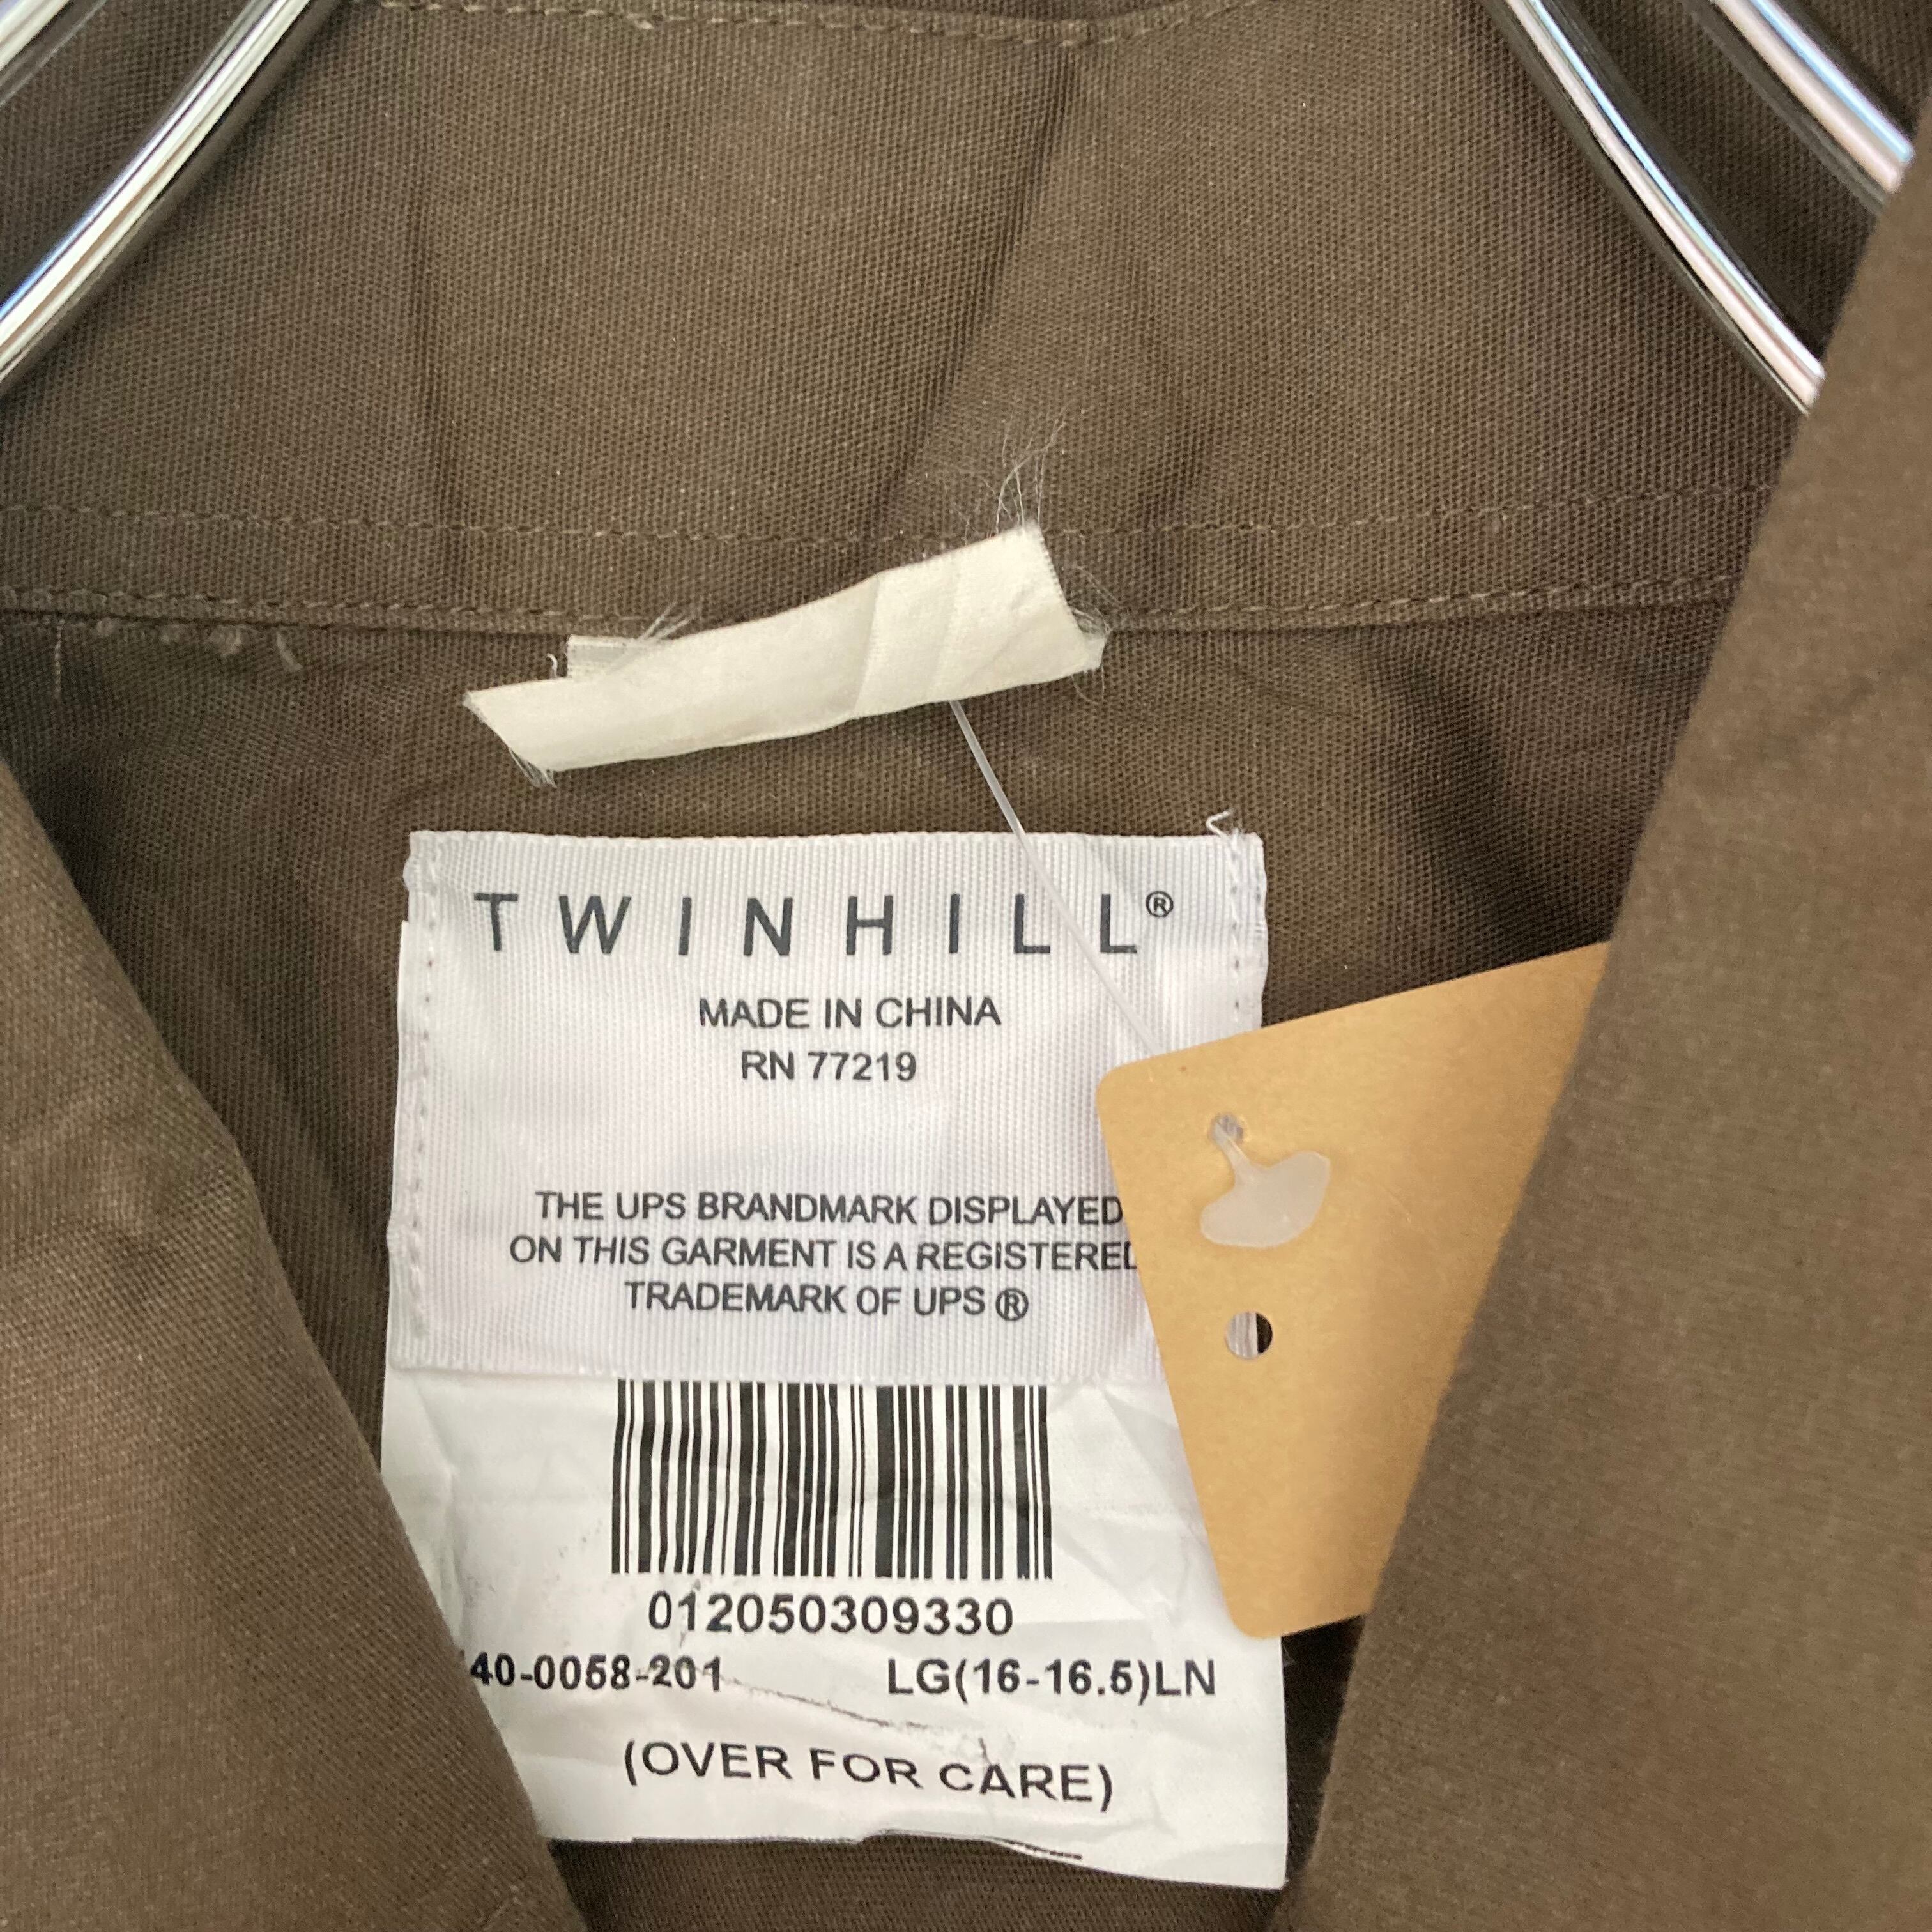 TWINHILL®
MADE IN CHINA
RN 77219
THE UPS BRANDMARK DISPLAYED
ON THIS GARMENT IS A REGISTERED
TRADEMARK OF UPS ®
012050309330
40-0058-201 LG(16-16.5)LN
(OVER FOR CARE)